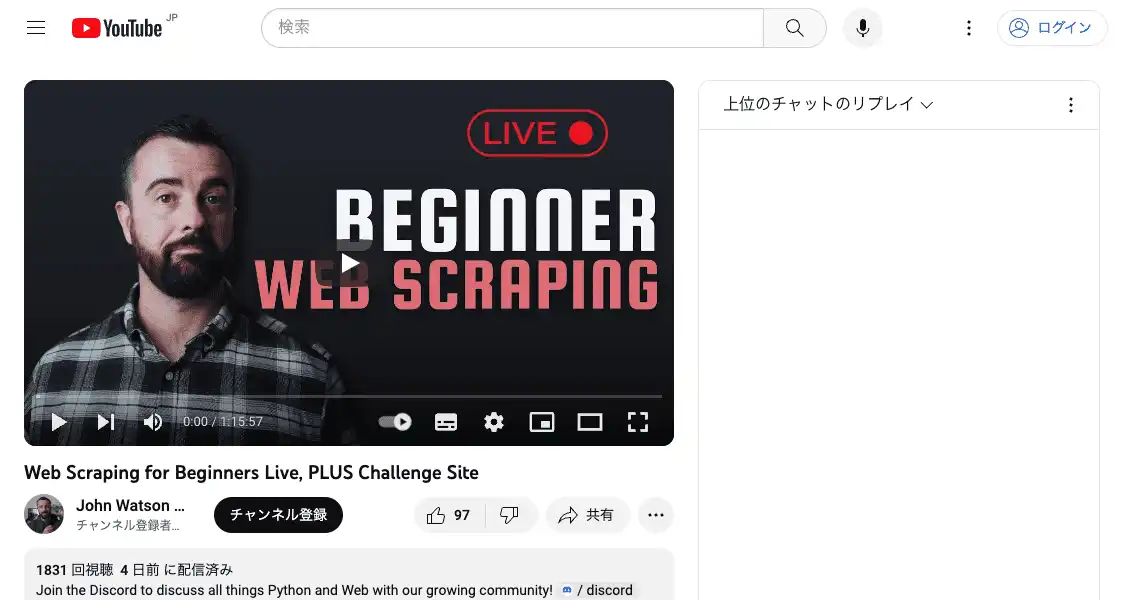 YouTube JP
検索
ログイン
LIVE
BEGINNER
WEB SCRAPING
0:00 / 1:15:57
上位のチャットのリプレイ
Web Scraping for Beginners Live, PLUS Challenge Site
John Watson ...
チャンネル登録者...
チャンネル登録
97
共有
1831 回視聴 4 日前 に配信済み
Join the Discord to discuss all things Python and Web with our growing community! / discord